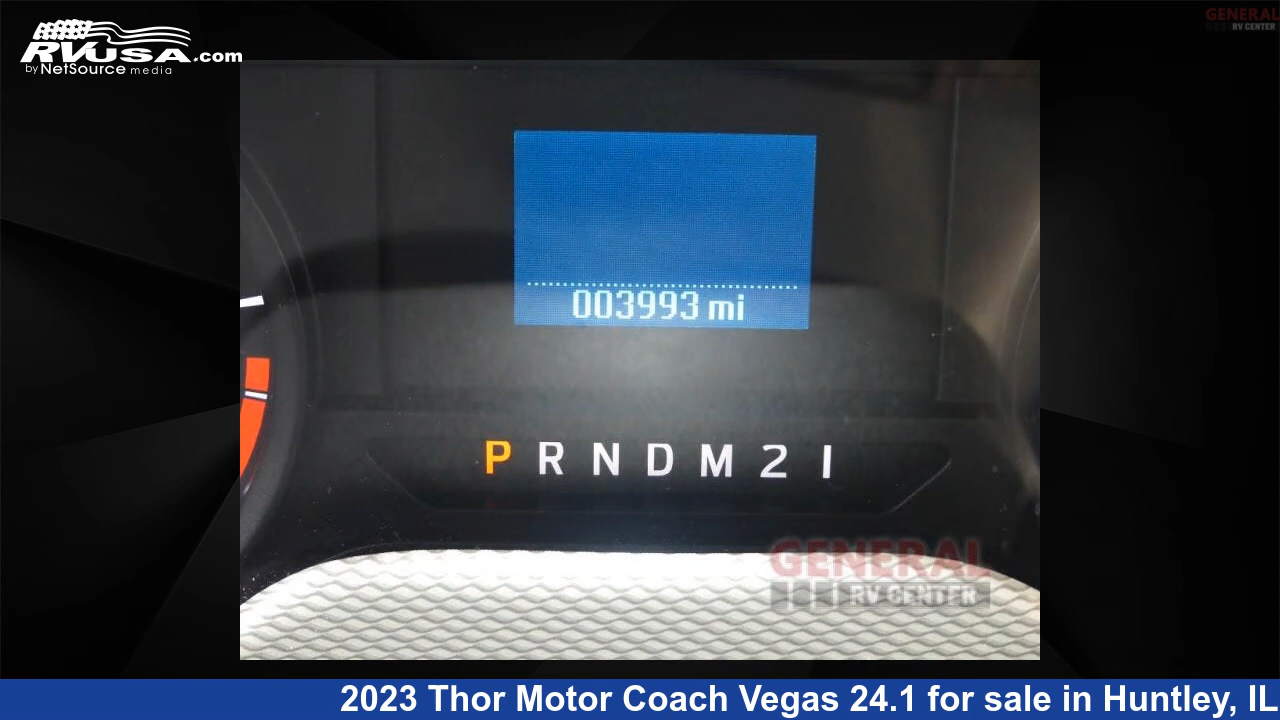 RVUSA.com
by NetSource media
GENERAL
RV CENTER
003993 mi
P R N D M 2 1
GENERAL
RV CENTER
2023 Thor Motor Coach Vegas 24.1 for sale in Huntley, IL